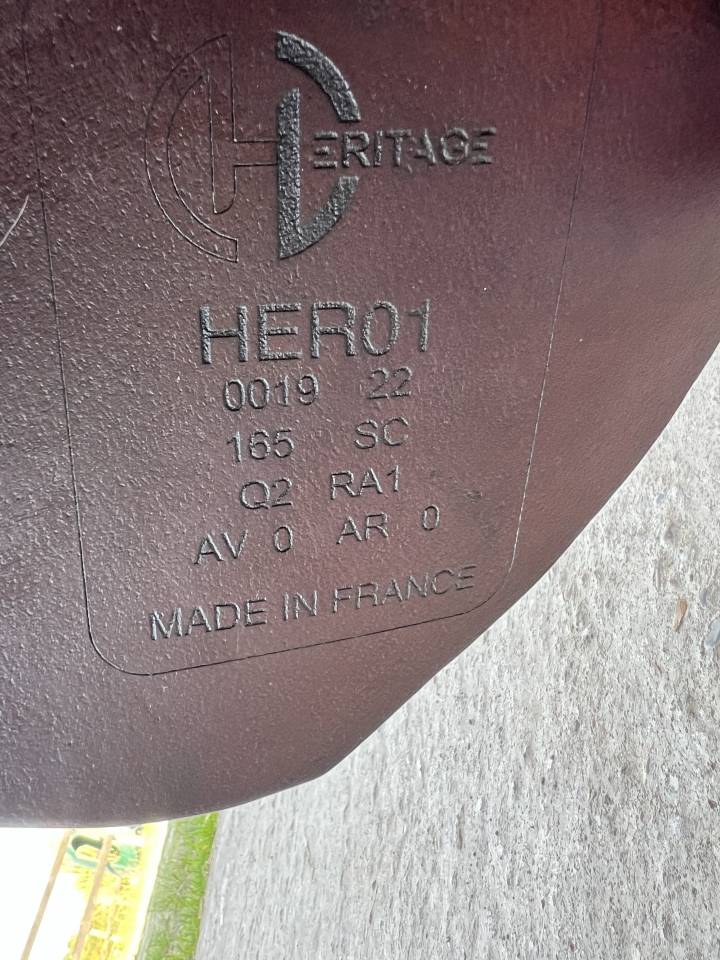 HERITAGE
HER01
0019 22
165 SC
Q2 RA1
AV 0 AR 0
MADE IN FRANCE